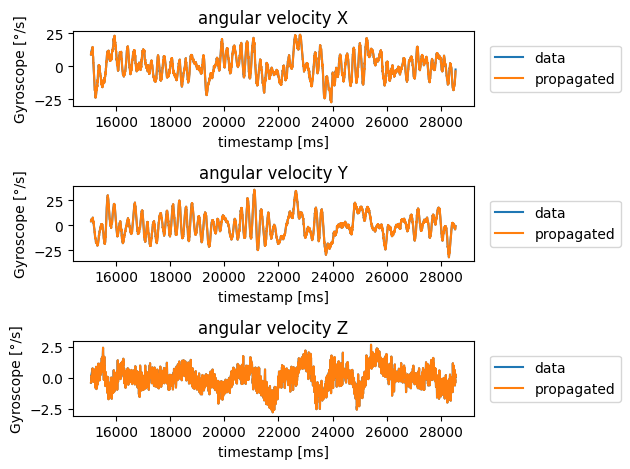 angular velocity X
Gyroscope [°/s]
25
0
−25
16000 18000 20000 22000 24000 26000 28000
timestamp [ms]
data
propagated
angular velocity Y
Gyroscope [°/s]
25
0
−25
16000 18000 20000 22000 24000 26000 28000
timestamp [ms]
data
propagated
angular velocity Z
Gyroscope [°/s]
2.5
0.0
−2.5
16000 18000 20000 22000 24000 26000 28000
timestamp [ms]
data
propagated